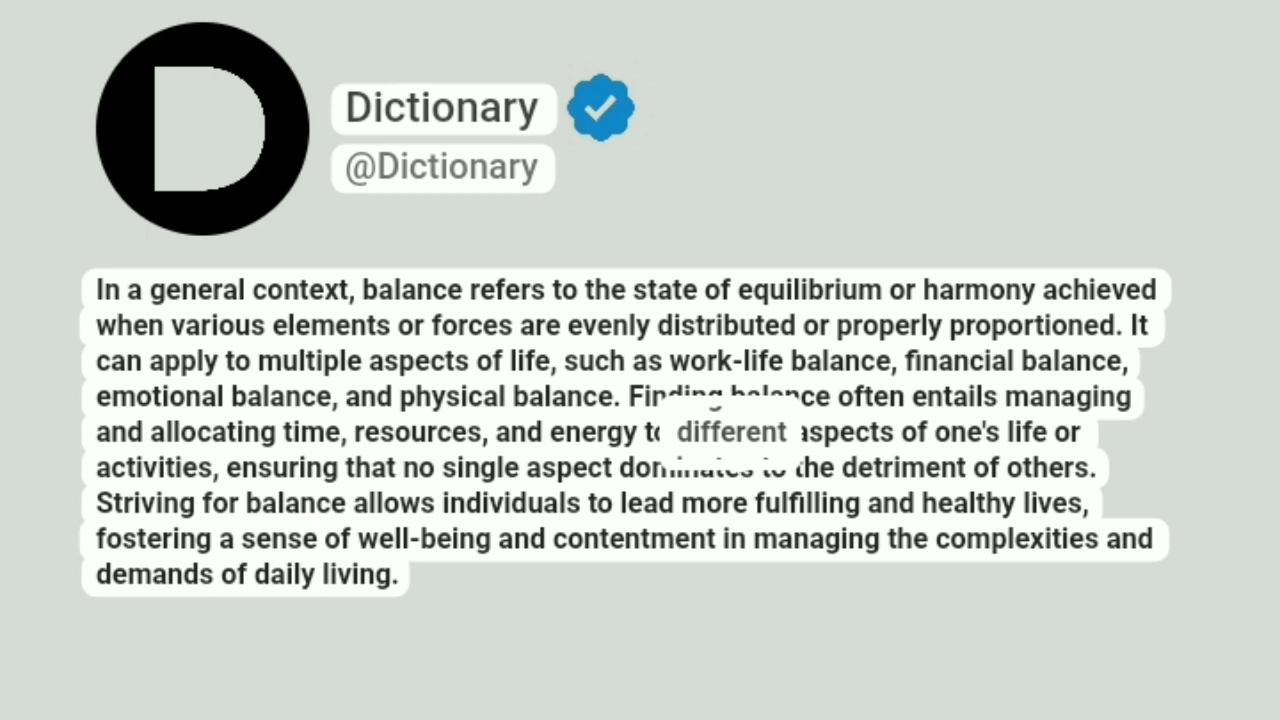 D
Dictionary
@Dictionary
In a general context, balance refers to the state of equilibrium or harmony achieved
when various elements or forces are evenly distributed or properly proportioned. It
can apply to multiple aspects of life, such as work-life balance, financial balance,
emotional balance, and physical balance. Finding balance often entails managing
and allocating time, resources, and energy to different aspects of one's life or
activities, ensuring that no single aspect dominates to the detriment of others.
Striving for balance allows individuals to lead more fulfilling and healthy lives,
fostering a sense of well-being and contentment in managing the complexities and
demands of daily living.